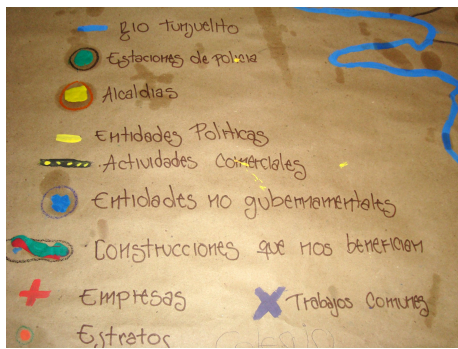 RIO Tunjuelito
Estaciones de policia
Alcaldias
Entidades Politicas
Actividades Comerciales
Entidades no gubernamentales
Construcciones que nos benefician
Empresas
Trabajos Comunes
Estratos